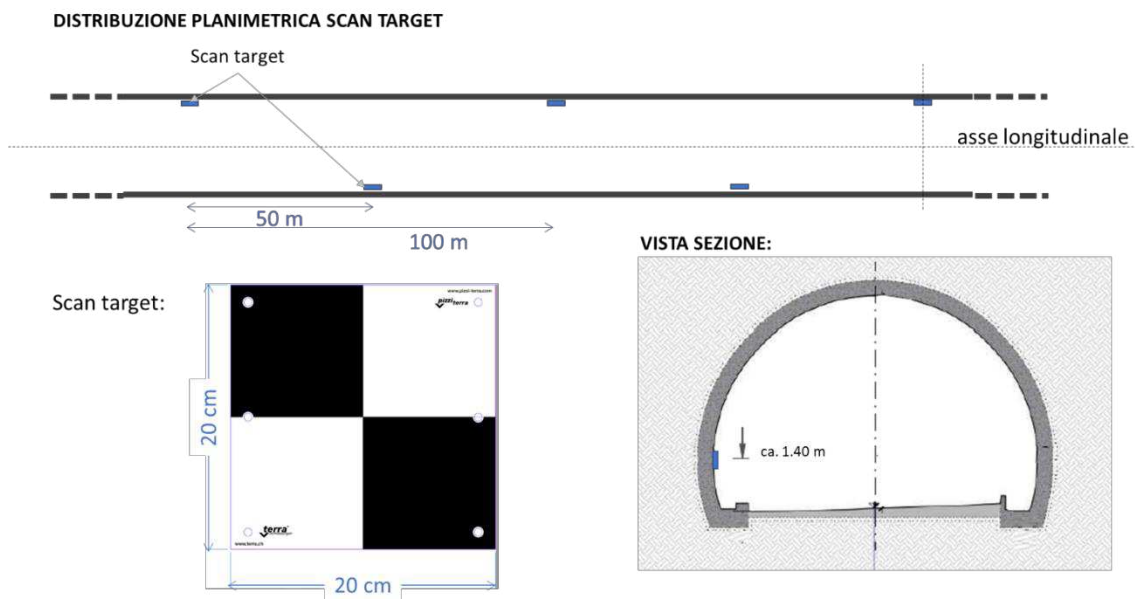 DISTRIBUZIONE PLANIMETRICA SCAN TARGET
Scan target
asse longitudinale
50 m
100 m
VISTA SEZIONE:
Scan target:
www.pizzi-terra.com
pizzi terra
20 cm
ca. 1.40 m
terra
www.terra.ch
20 cm